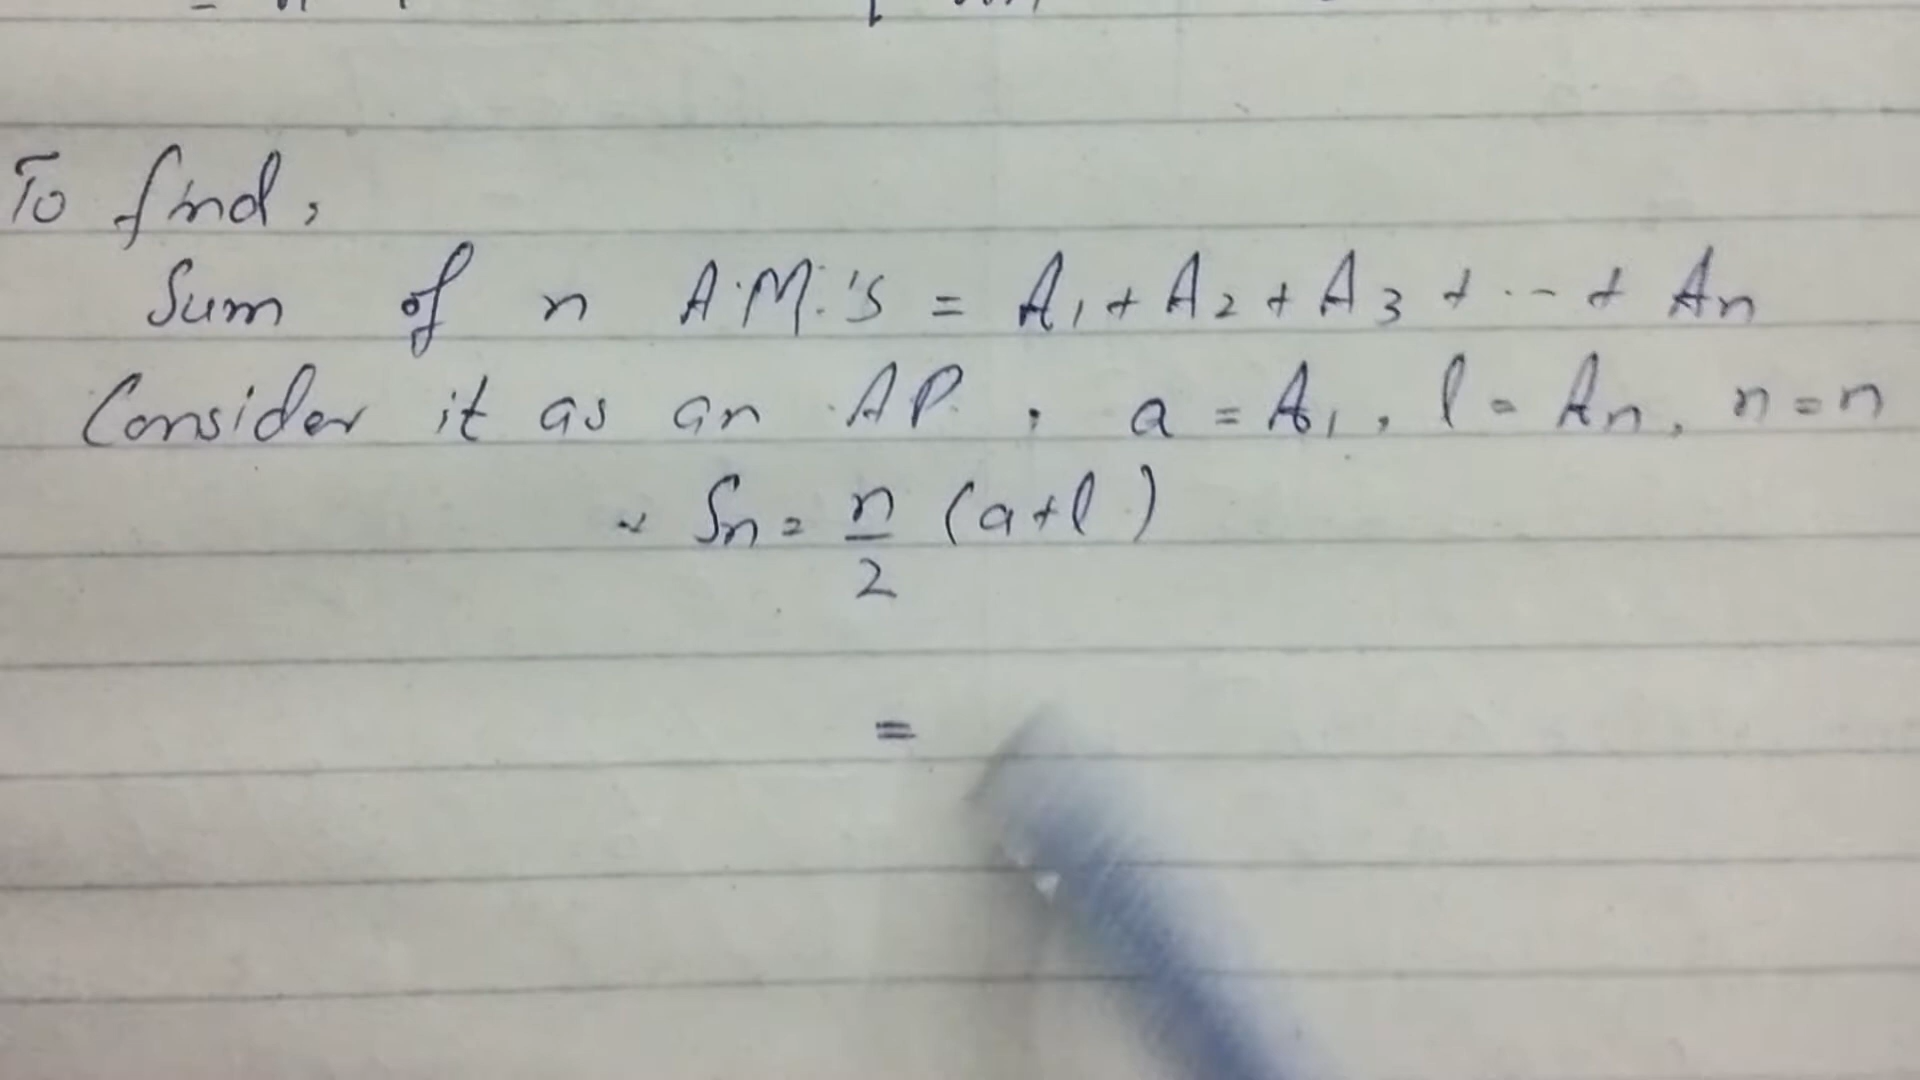 To find,
Sum of n A.M.'s = A₁ + A₂ + A₃ + ... + Aₙ
Consider it as an AP, a = A₁, l = Aₙ, n = n
∵ Sₙ = n/2 (a+l)
=